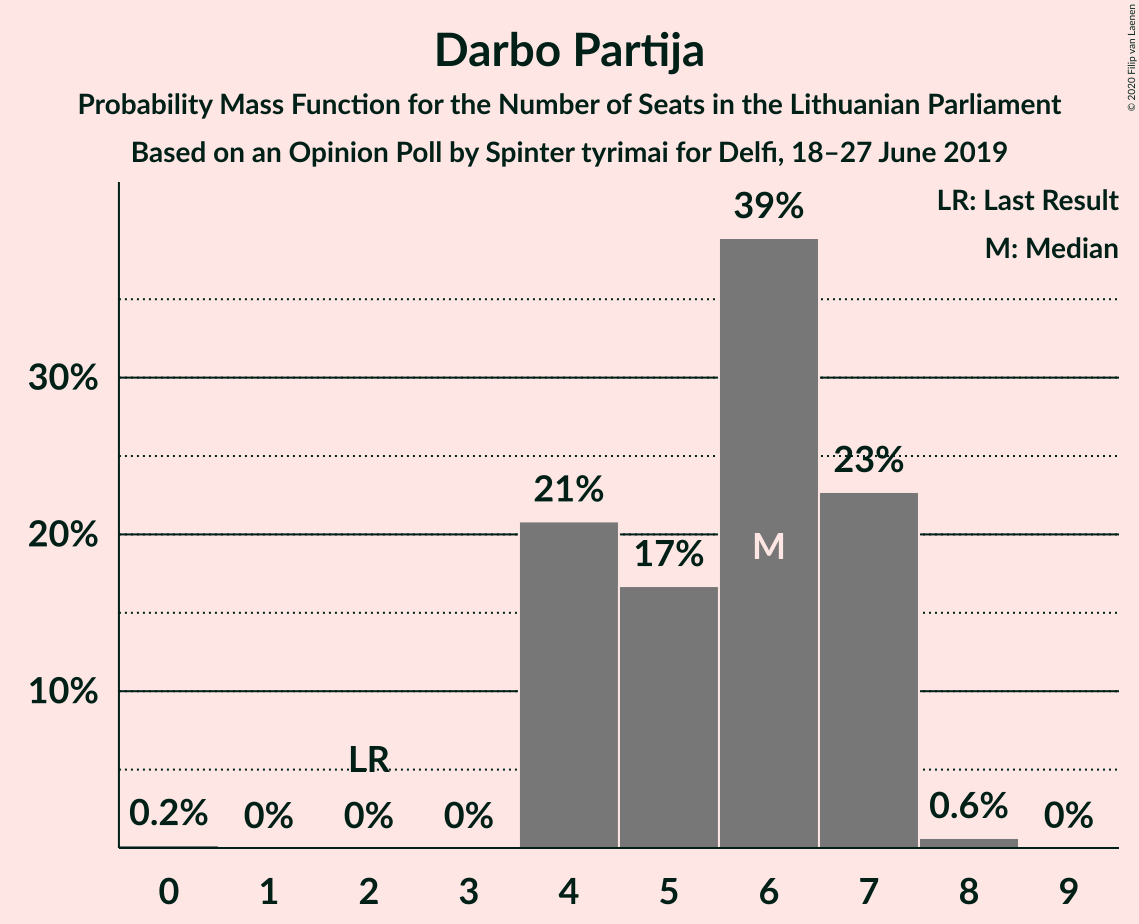 Darbo Partija
Probability Mass Function for the Number of Seats in the Lithuanian Parliament
Based on an Opinion Poll by Spinter tyrimai for Delfi, 18–27 June 2019
© 2020 Filip van Laenen
LR: Last Result
M: Median
39%
30%
23%
21%
20%
17%
M
10%
LR
0.2%
0%
0%
0%
0.6%
0%
0 1 2 3 4 5 6 7 8 9